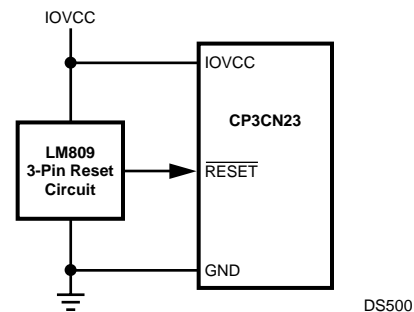 IOVCC
IOVCC
CP3CN23
LM809
3-Pin Reset
Circuit
RESET
GND
DS500